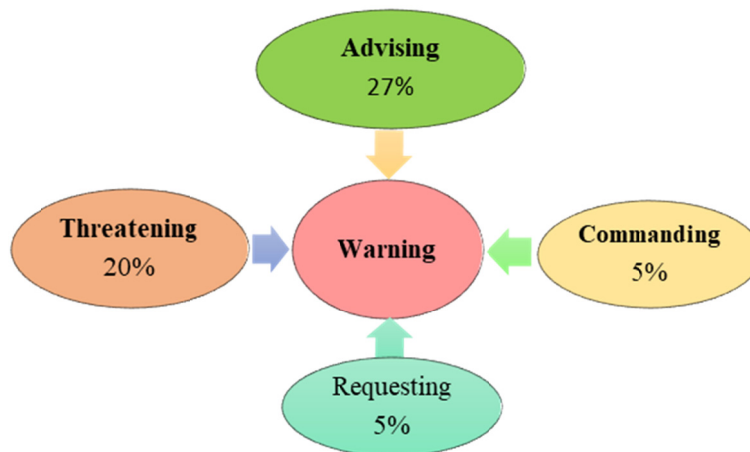 Advising
27%
Threatening
20%
Warning
Commanding
5%
Requesting
5%